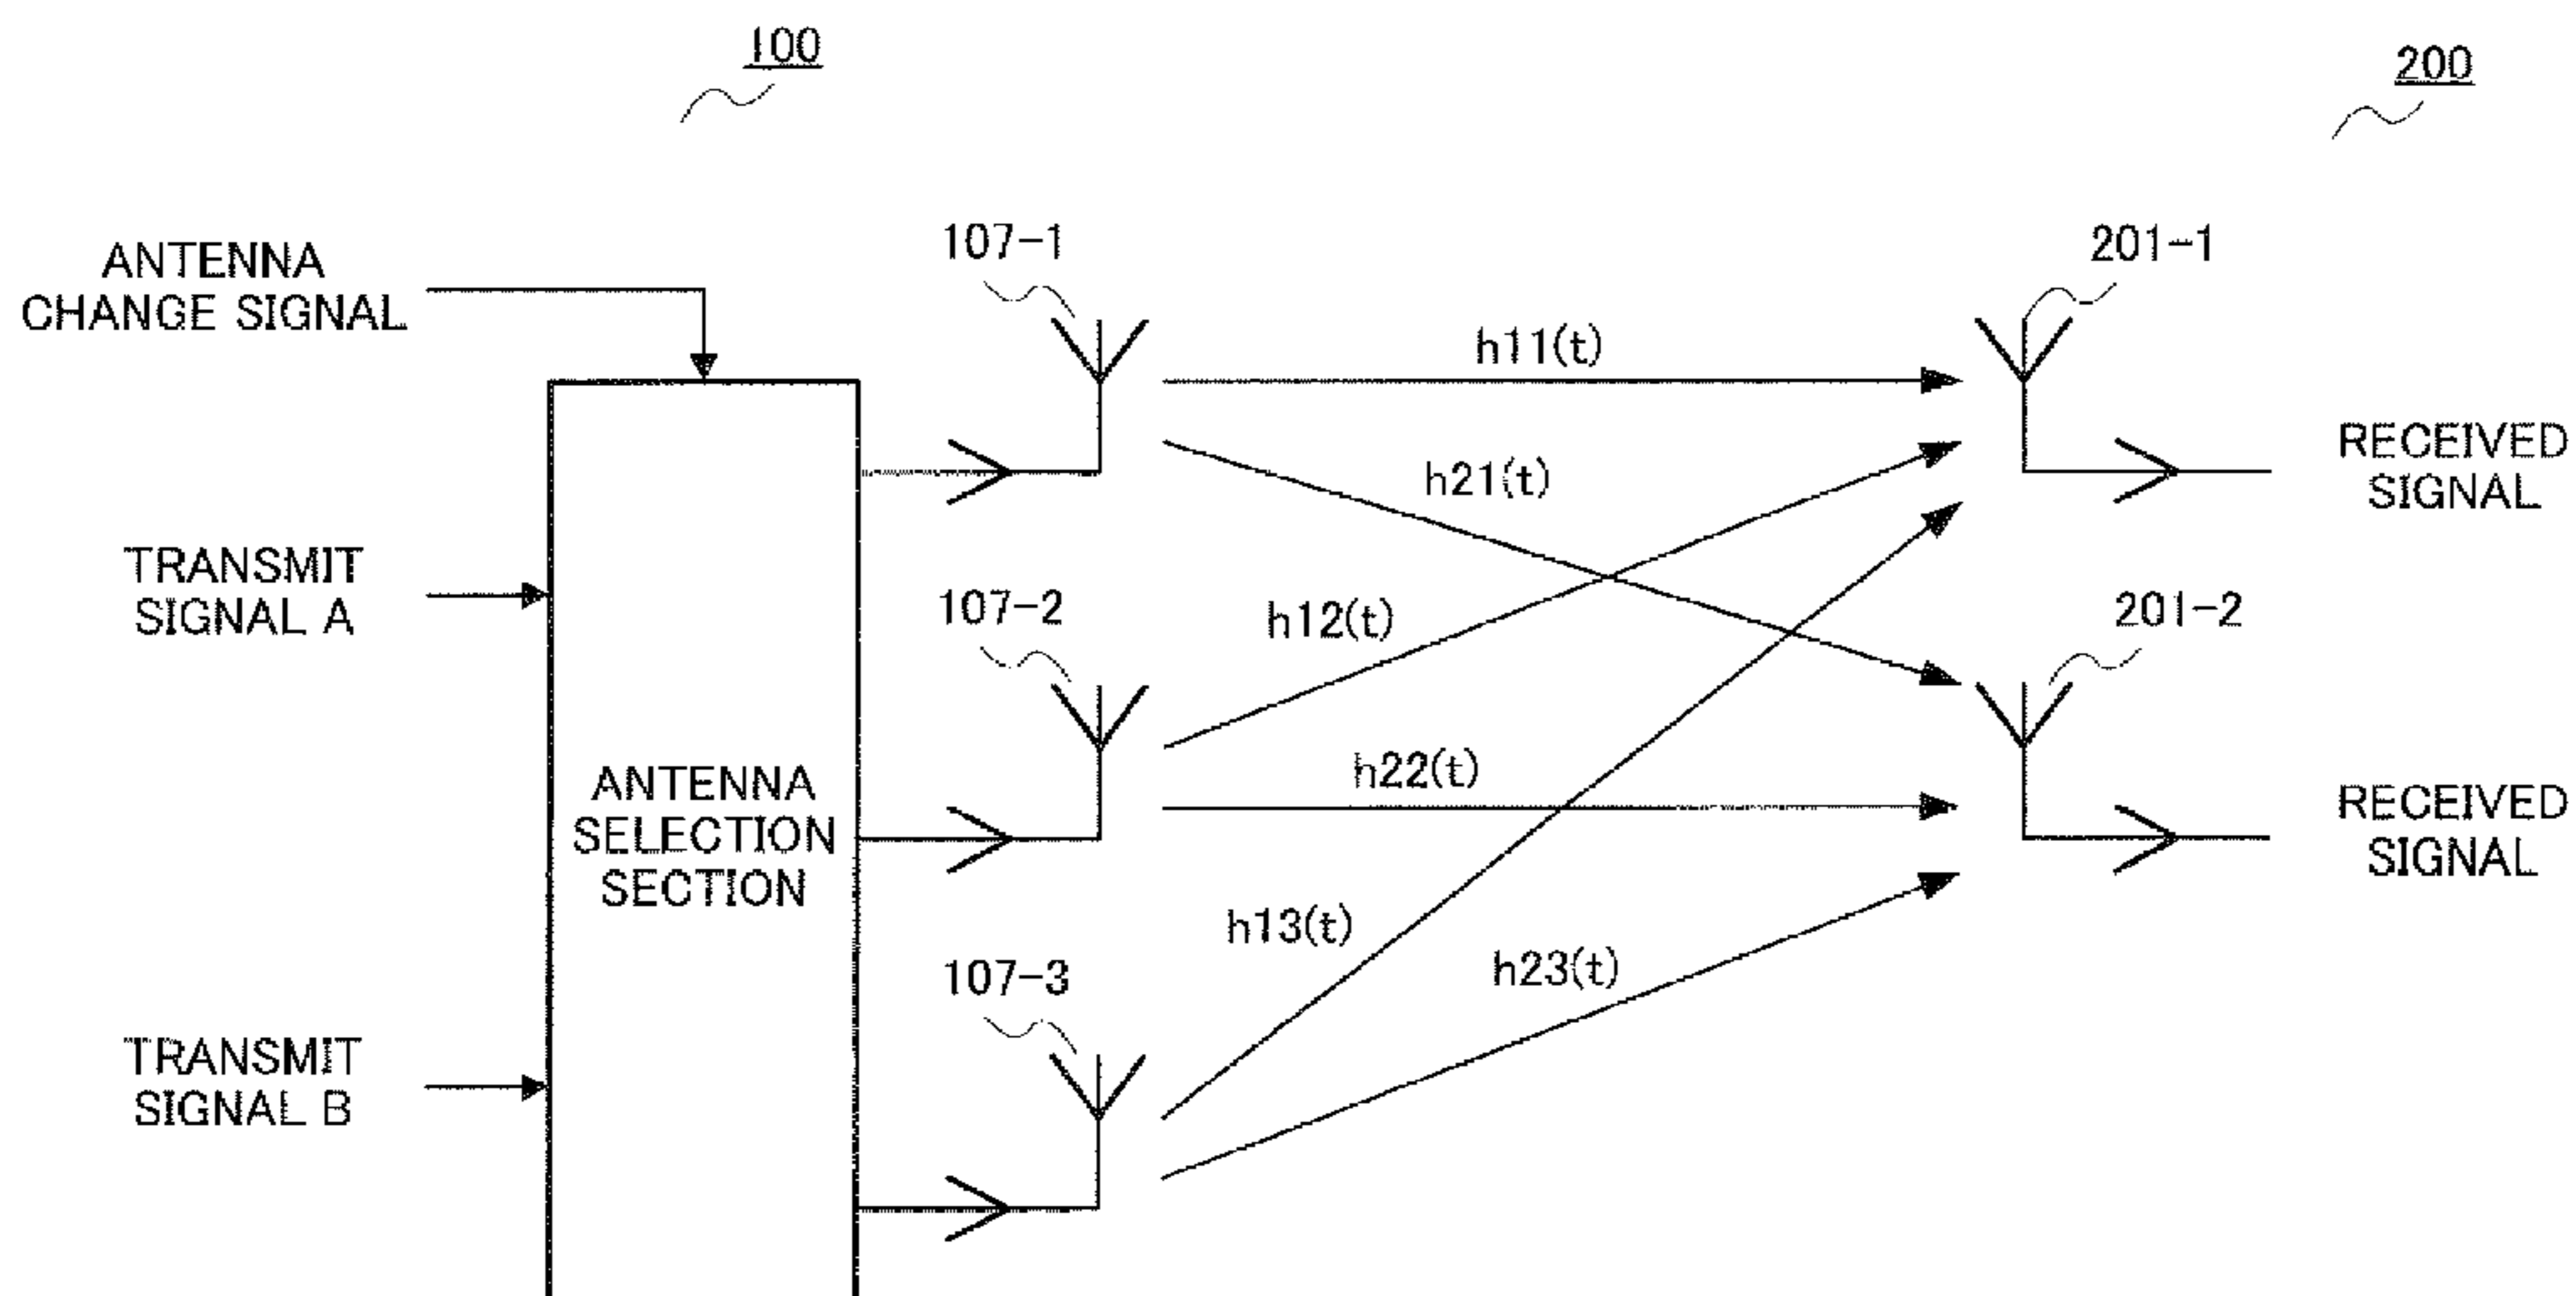 100
200
ANTENNA
CHANGE SIGNAL
107-1
201-1
h11(t)
RECEIVED
SIGNAL
h21(t)
TRANSMIT
SIGNAL A
107-2
h12(t)
201-2
ANTENNA
SELECTION
SECTION
h22(t)
RECEIVED
SIGNAL
h13(t)
107-3
h23(t)
TRANSMIT
SIGNAL B